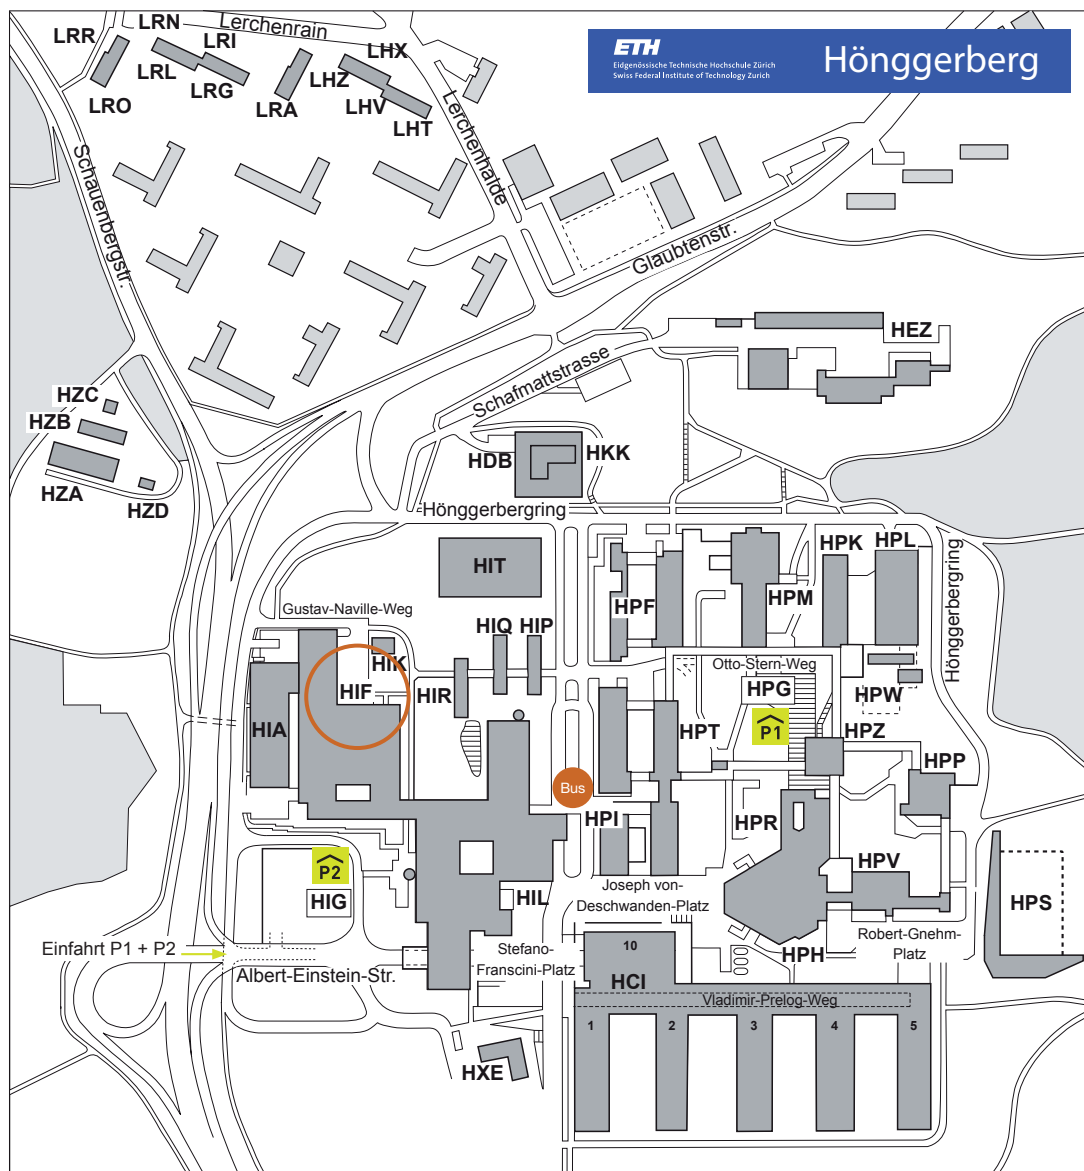 ETH
Eidgenössische Technische Hochschule Zürich
Swiss Federal Institute of Technology Zurich
Hönggerberg
LRN
Lerchenrain
LRR
LRI
LHX
LRL
LHZ
LRG
LRO
LRA
LHV
LHT
Lerchenhalde
Schauenbergstr.
Glaubtenstr.
HEZ
Schafmattstrasse
HZC
HZB
HZA
HZD
HDB
HKK
Hönggerbergring
HIT
HPK
HPL
HPF
HPM
Hönggerbergring
Gustav-Naville-Weg
HIQ
HIP
HIK
Otto-Stern-Weg
HIF
HIR
HPG
HPW
HIA
HPT
P1
HPZ
HPP
Bus
HPI
HPR
P2
HPV
HIG
HIL
Joseph von-
Deschwanden-Platz
HPS
Einfahrt P1 + P2
Stefano-
Franscini-Platz
10
HPH
Robert-Gnehm-
Platz
Albert-Einstein-Str.
HCI
Vladimir-Prelog-Weg
1
2
3
4
5
HXE